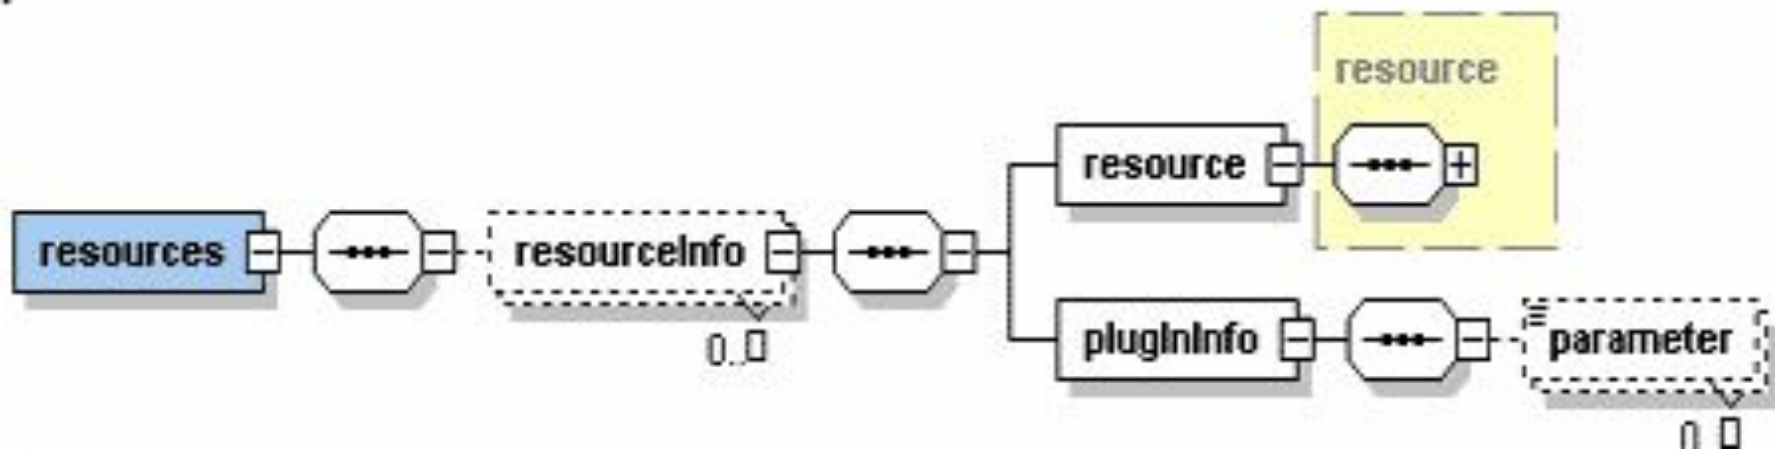 resource
resource
resources
resourceInfo
0..
plugInInfo
parameter
0..